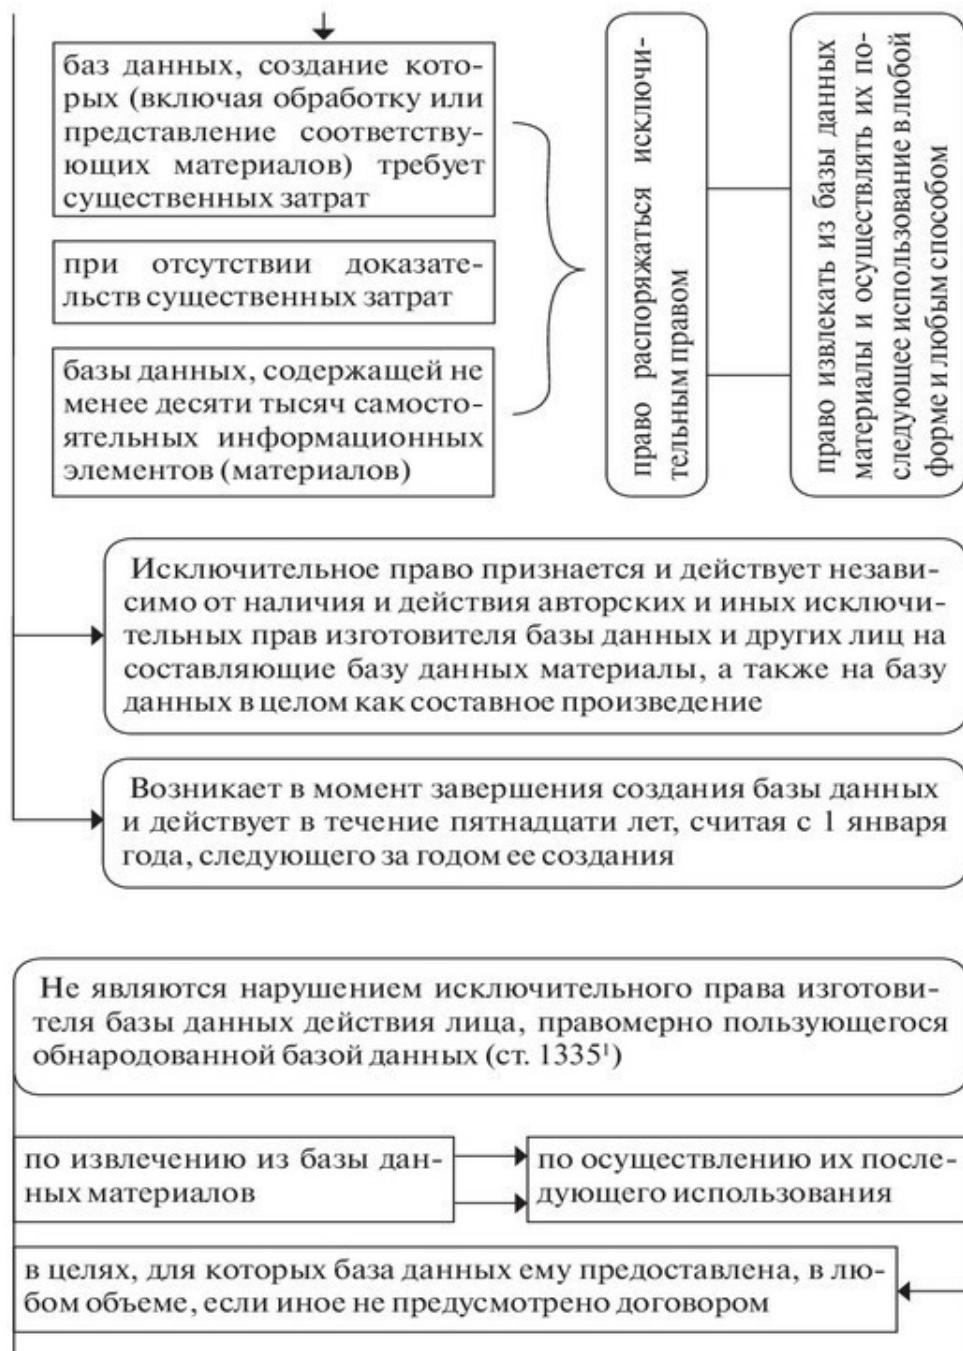 баз данных, создание кото-
рых (включая обработку или
представление соответству-
ющих материалов) требует
существенных затрат
при отсутствии доказате-
льств существенных затрат
базы данных, содержащей не
менее десяти тысяч самосто-
ятельных информационных
элементов (материалов)
право распоряжаться исключи-
тельным правом
право извлекать из базы данных
материалы и осуществлять их по-
следующее использование в любой
форме и любым способом
Исключительное право признается и действует незави-
симо от наличия и действия авторских и иных исключи-
тельных прав изготовителя базы данных и других лиц на
составляющие базу данных материалы, а также на базу
данных в целом как составное произведение
Возникает в момент завершения создания базы данных
и действует в течение пятнадцати лет, считая с 1 января
года, следующего за годом ее создания
Не являются нарушением исключительного права изготови-
теля базы данных действия лица, правомерно пользующегося
обнародованной базой данных (ст. 1335¹)
по извлечению из базы дан-
ных материалов
по осуществлению их после-
дующего использования
в целях, для которых база данных ему предоставлена, в лю-
бом объеме, если иное не предусмотрено договором